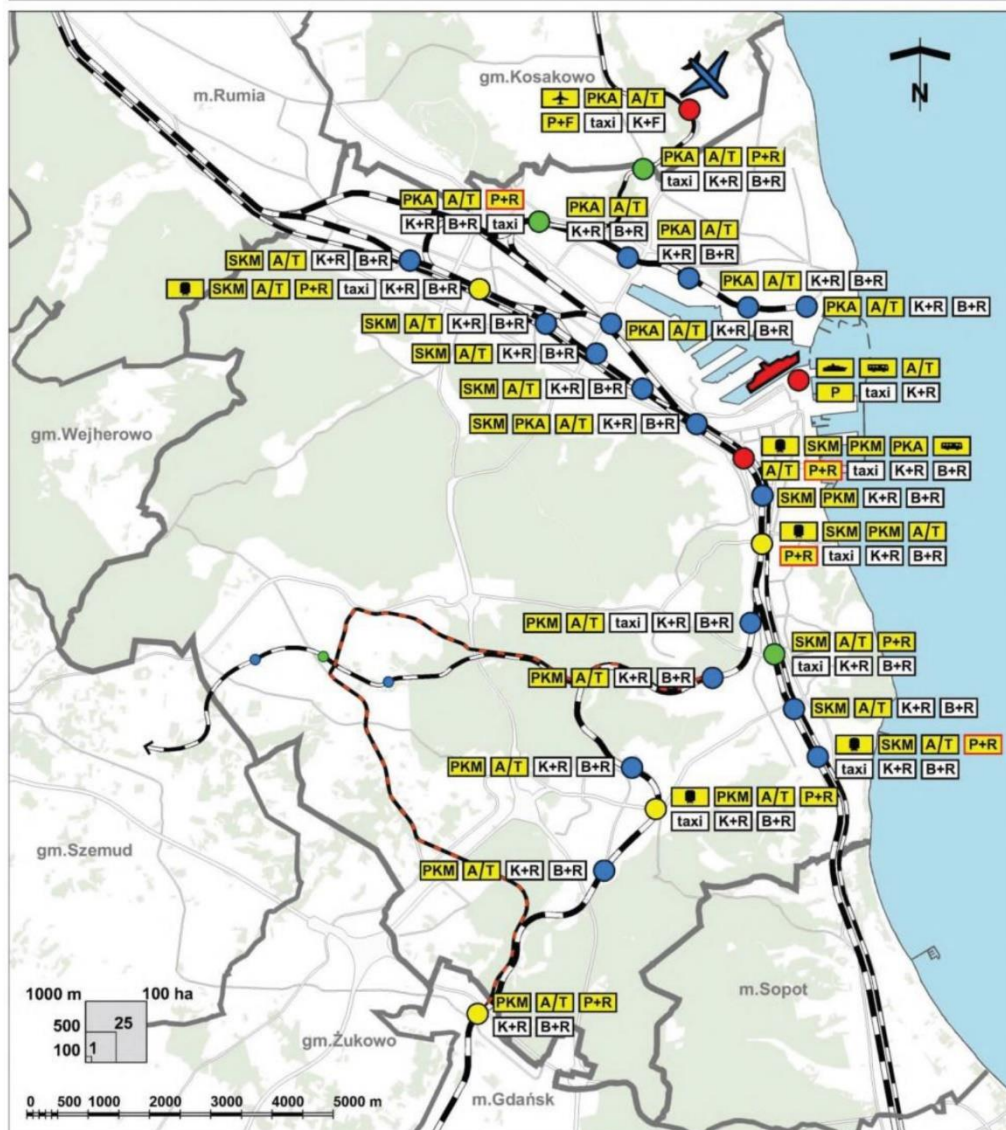 gm.Kosakowo
N
m.Rumia
PKA A/T
P+F taxi K+F
PKA A/T P+R
taxi K+R B+R
PKA A/T P+R
K+R B+R taxi
PKA A/T
K+R B+R
PKA A/T
K+R B+R
SKM A/T K+R B+R
SKM A/T P+R taxi K+R B+R
PKA A/T K+R B+R
PKA A/T K+R B+R
SKM A/T K+R B+R
PKA A/T K+R B+R
SKM A/T K+R B+R
A/T
P taxi K+R
SKM A/T K+R B+R
SKM PKA A/T K+R B+R
gm.Wejherowo
SKM PKM PKA
A/T P+R taxi K+R B+R
SKM PKM K+R B+R
SKM PKM A/T
P+R taxi K+R B+R
PKM A/T taxi K+R B+R
SKM A/T P+R
taxi K+R B+R
PKM A/T K+R B+R
SKM A/T K+R B+R
SKM A/T P+R
taxi K+R B+R
PKM A/T K+R B+R
PKM A/T P+R
taxi K+R B+R
gm.Szemud
PKM A/T K+R B+R
m.Sopot
1000 m 100 ha
500 25
100 1
PKM A/T P+R
K+R B+R
gm.Żukowo
m.Gdańsk
0 500 1000 2000 3000 4000 5000 m